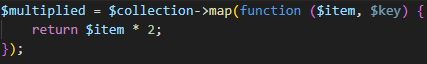 $multiplied = $collection->map(function ($item, $key) {
    return $item * 2;
});